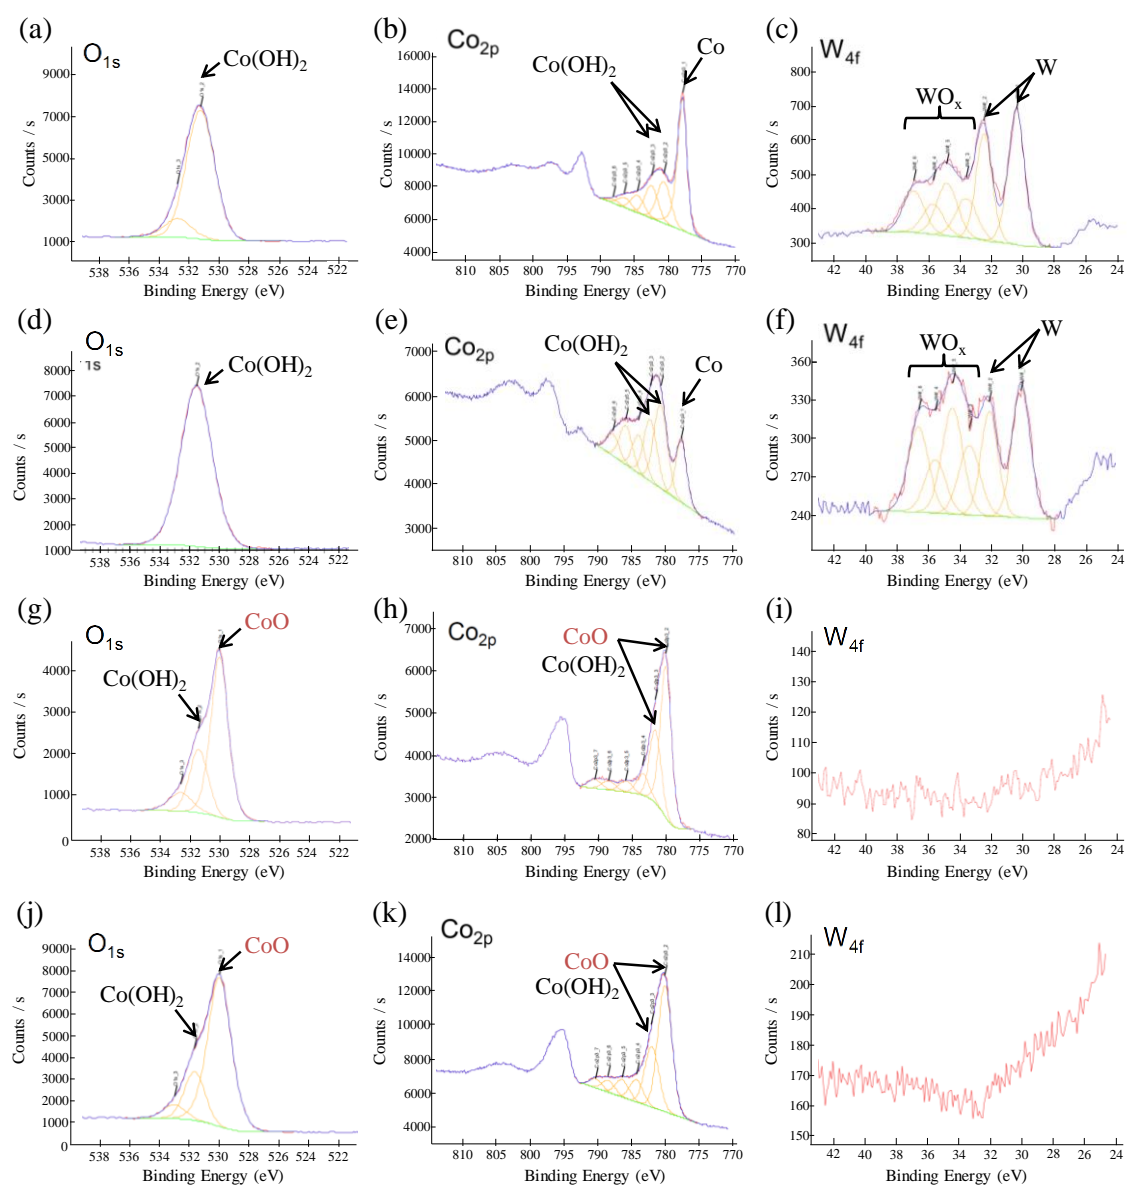 (a)
O1s
Co(OH)2
9000
7000
5000
3000
1000
Counts / s
538 536 534 532 530 528 526 524 522
Binding Energy (eV)
(b)
Co2p
Co(OH)2
Co
16000
14000
12000
10000
8000
6000
4000
Counts / s
810 805 800 795 790 785 780 775 770
Binding Energy (eV)
(c)
W4f
WOx
W
800
700
600
500
400
300
Counts / s
42 40 38 36 34 32 30 28 26 24
Binding Energy (eV)
(d)
O1s
Co(OH)2
8000
7000
6000
5000
4000
3000
2000
1000
Counts / s
538 536 534 532 530 528 526 524 522
Binding Energy (eV)
(e)
Co2p
Co(OH)2
Co
7000
6000
5000
4000
3000
Counts / s
810 805 800 795 790 785 780 775 770
Binding Energy (eV)
(f)
W4f
WOx
W
360
330
300
270
240
Counts / s
42 40 38 36 34 32 30 28 26 24
Binding Energy (eV)
(g)
O1s
CoO
Co(OH)2
4000
3000
2000
1000
0
Counts / s
538 536 534 532 530 528 526 524 522
Binding Energy (eV)
(h)
Co2p
CoO
Co(OH)2
7000
6000
5000
4000
3000
2000
Counts / s
810 805 800 795 790 785 780 775 770
Binding Energy (eV)
(i)
W4f
140
130
120
110
100
90
80
Counts / s
42 40 38 36 34 32 30 28 26 24
Binding Energy (eV)
(j)
O1s
CoO
Co(OH)2
9000
8000
7000
6000
5000
4000
3000
2000
1000
0
Counts / s
538 536 534 532 530 528 526 524 522
Binding Energy (eV)
(k)
Co2p
CoO
Co(OH)2
14000
12000
10000
8000
6000
4000
Counts / s
810 805 800 795 790 785 780 775 770
Binding Energy (eV)
(l)
W4f
210
200
190
180
170
160
150
Counts / s
42 40 38 36 34 32 30 28 26 24
Binding Energy (eV)